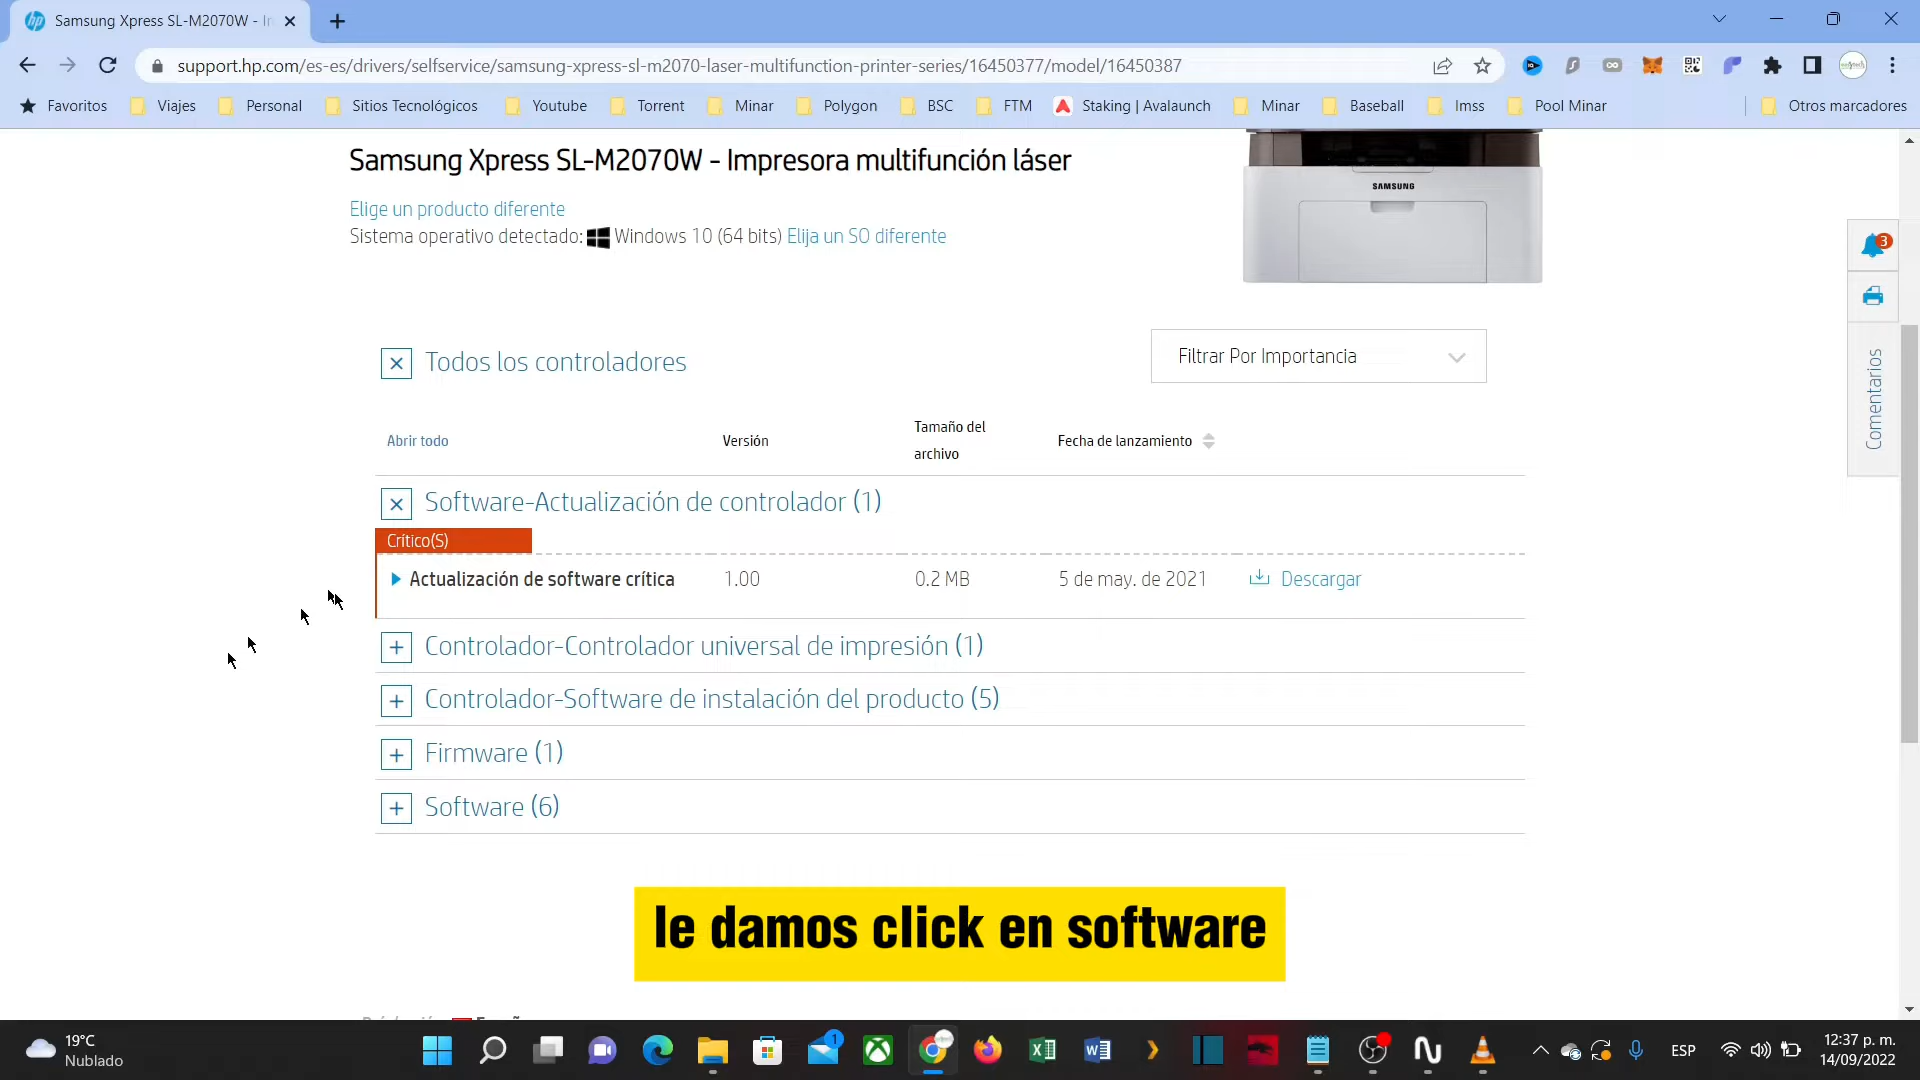 Samsung Xpress SL-M2070W - In
support.hp.com/es-es/drivers/selfservice/samsung-xpress-sl-m2070-laser-multifunction-printer-series/16450377/model/16450387
Favoritos Viajes Personal Sitios Tecnológicos Youtube Torrent Minar Polygon BSC FTM Staking | Avalaunch Minar Baseball Imss Pool Minar Otros marcadores
Samsung Xpress SL-M2070W - Impresora multifunción láser
SAMSUNG
Elige un producto diferente
Sistema operativo detectado: Windows 10 (64 bits) Elija un SO diferente
3
Comentarios
Todos los controladores
Filtrar Por Importancia
Abrir todo Versión Tamaño del archivo Fecha de lanzamiento
Software-Actualización de controlador (1)
Crítico(S)
Actualización de software crítica 1.00 0.2 MB 5 de may. de 2021 Descargar
Controlador-Controlador universal de impresión (1)
Controlador-Software de instalación del producto (5)
Firmware (1)
Software (6)
le damos click en software
19°C
Nublado
1
ESP
12:37 p. m.
14/09/2022